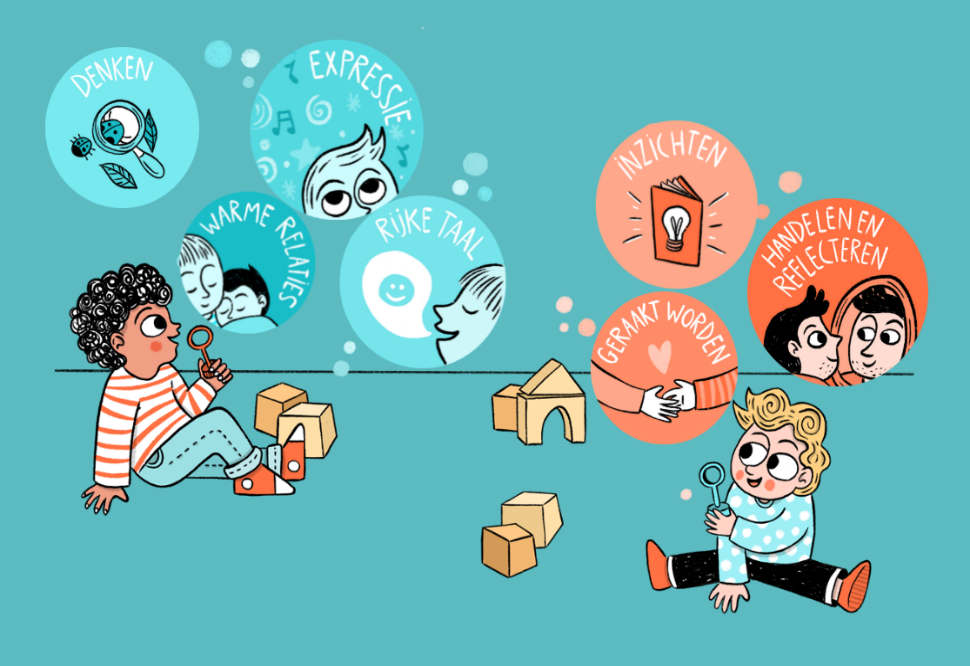 DENKEN
EXPRESSIE
WARME RELATIES
RIJKE TAAL
INZICHTEN
HANDELEN EN
REFLECTEREN
GERAAKT WORDEN